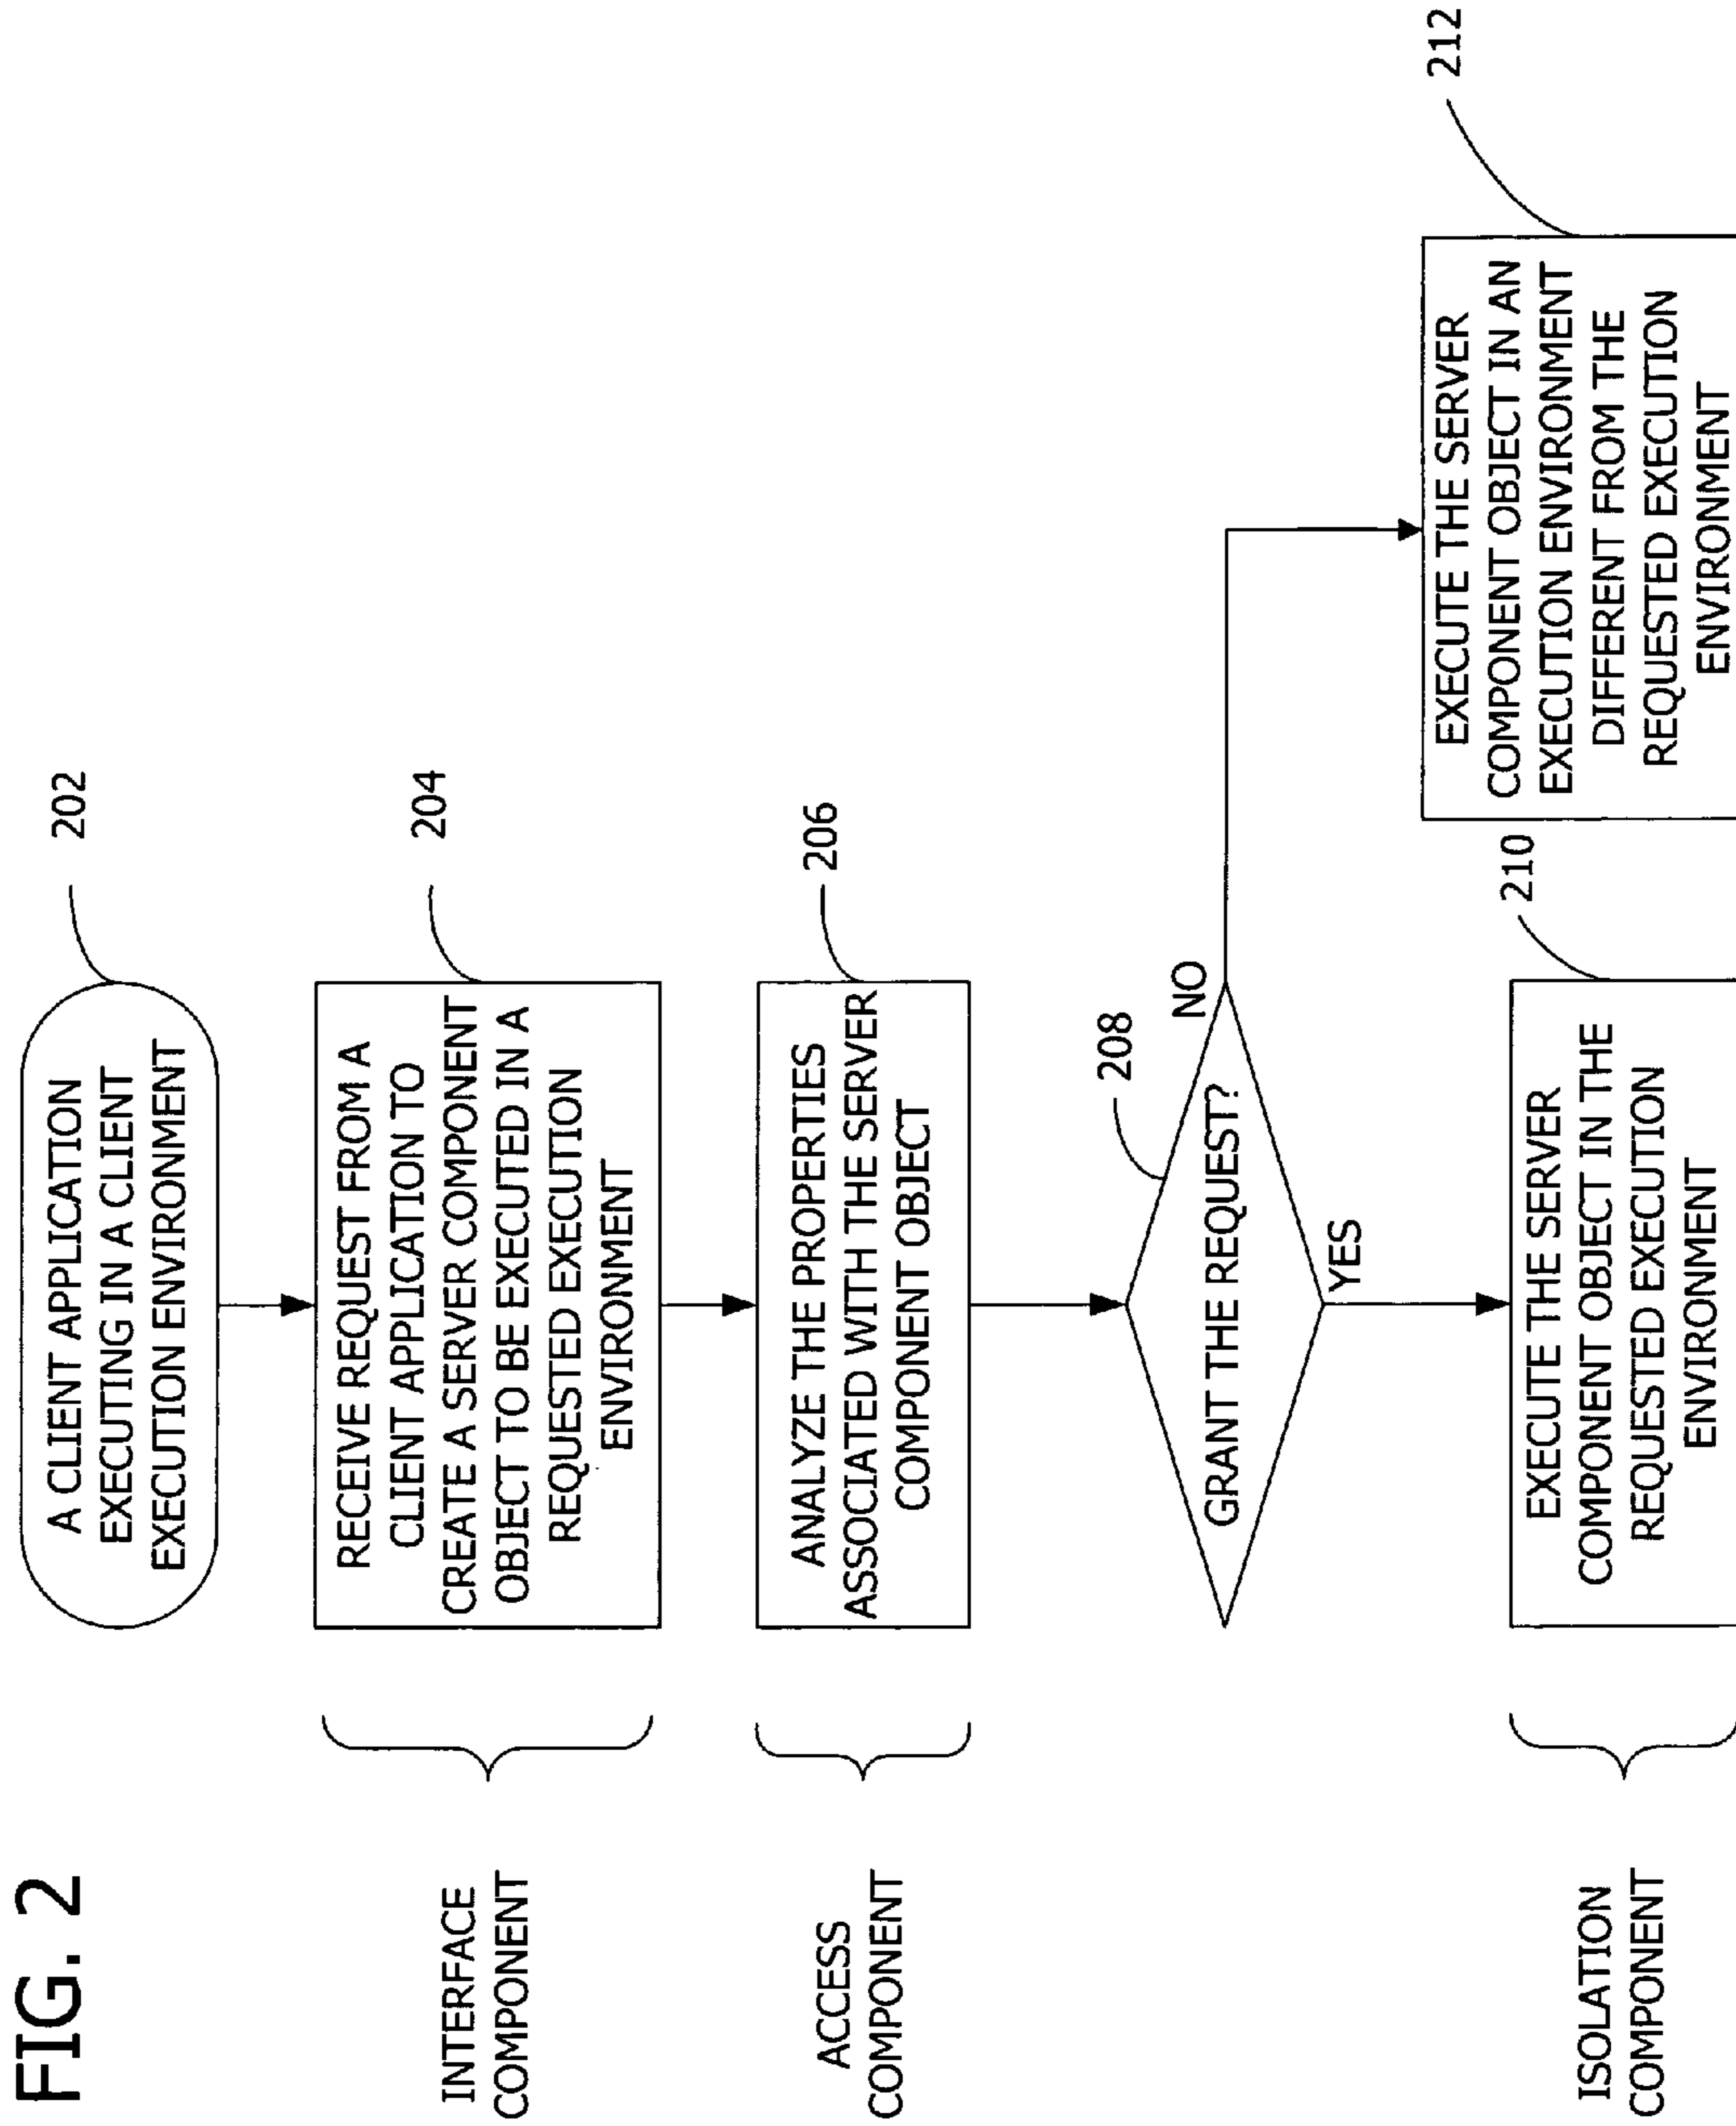 FIG. 2
A CLIENT APPLICATION
EXECUTING IN A CLIENT
EXECUTION ENVIRONMENT
202
INTERFACE
COMPONENT
RECEIVE REQUEST FROM A
CLIENT APPLICATION TO
CREATE A SERVER COMPONENT
OBJECT TO BE EXECUTED IN A
REQUESTED EXECUTION
ENVIRONMENT
204
ACCESS
COMPONENT
ANALYZE THE PROPERTIES
ASSOCIATED WITH THE SERVER
COMPONENT OBJECT
206
208
GRANT THE REQUEST?
NO
YES
ISOLATION
COMPONENT
EXECUTE THE SERVER
COMPONENT OBJECT IN THE
REQUESTED EXECUTION
ENVIRONMENT
210
EXECUTE THE SERVER
COMPONENT OBJECT IN AN
EXECUTION ENVIRONMENT
DIFFERENT FROM THE
REQUESTED EXECUTION
ENVIRONMENT
212